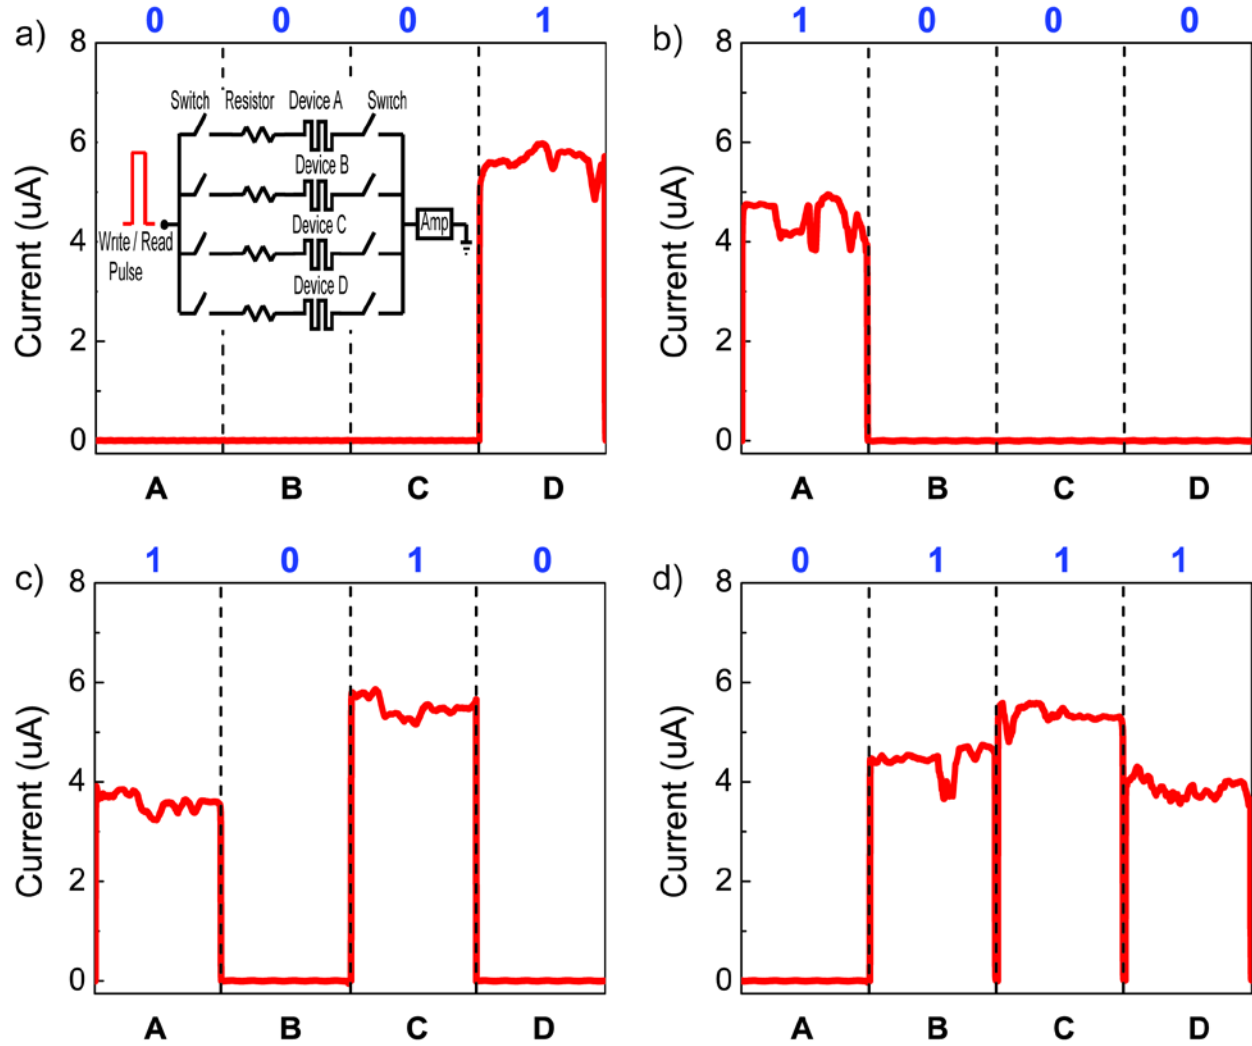 a)
0 0 0 1
8
6
4
2
0
Current (uA)
Switch Resistor Device A Switch
Device B
Device C
Device D
Write / Read
Pulse
Amp
A B C D
b)
1 0 0 0
8
6
4
2
0
Current (uA)
A B C D
c)
1 0 1 0
8
6
4
2
0
Current (uA)
A B C D
d)
0 1 1 1
8
6
4
2
0
Current (uA)
A B C D